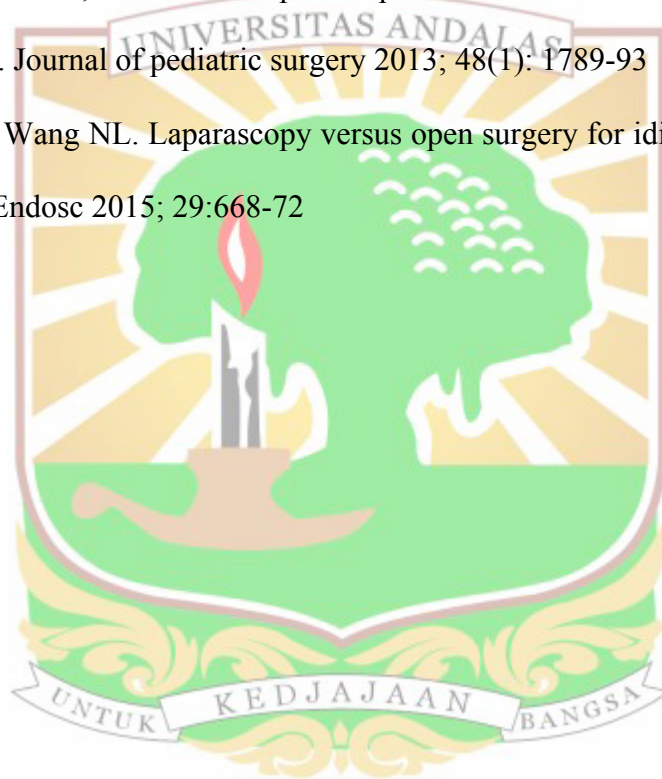 UNIVERSITAS ANDALAS
. Journal of pediatric surgery 2013; 48(1): 1789-93
Wang NL. Laparascopy versus open surgery for idi
Endosc 2015; 29:668-72
UNTUK KEDJAJAAN BANGSA